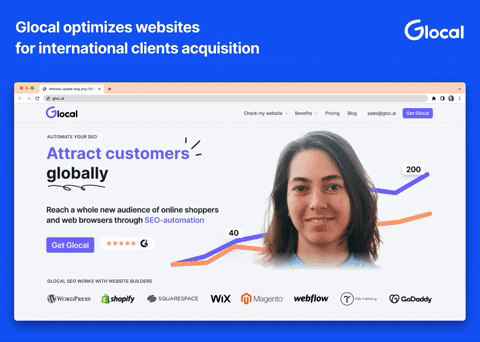 Glocal optimizes websites
for international clients acquisition
Glocal
gloc.al
Glocal
Check my website
Benefits
Pricing
Blog
sales@gloc.al
Get Glocal
AUTOMATE YOUR SEO
Attract customers
globally
200
Reach a whole new audience of online shoppers
and web browsers through SEO-automation
40
Get Glocal
GLOCAL SEO WORKS WITH WEBSITE BUILDERS
WORDPRESS
shopify
SQUARESPACE
WiX
Magento
webflow
GoDaddy